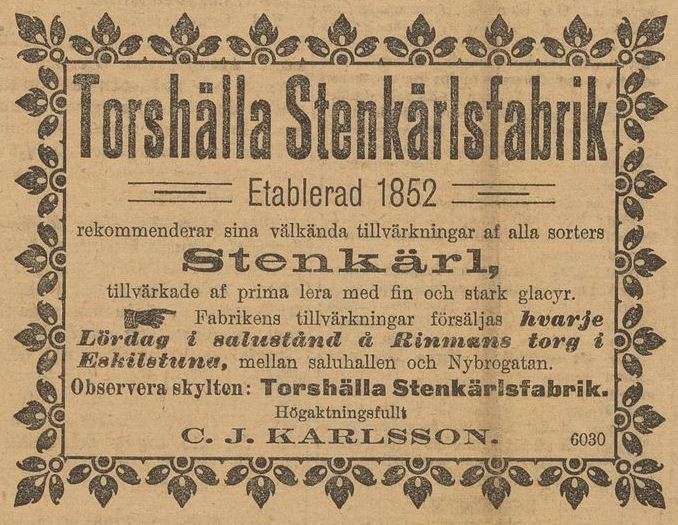 Torshälla Stenkärlsfabrik
Etablerad 1852
rekommenderar sina välkända tillvärkningar af alla sorters
Stenkärl,
tillvärkade af prima lera med fin och stark glacyr.
Fabrikens tillvärkningar försäljas hvarje
Lördag i salustånd å Rinmans torg i
Eskilstuna, mellan saluhallen och Nybrogatan.
Observera skylten: Torshälla Stenkärlsfabrik.
Högaktningsfullt
C. J. KARLSSON.
6030